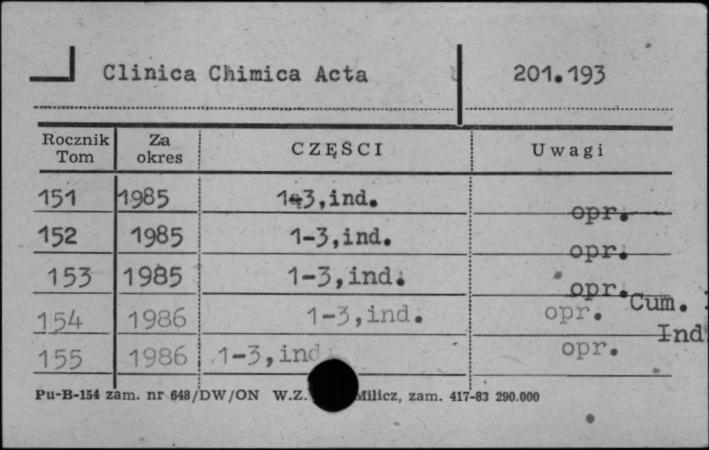 Clinica Chimica Acta 201.193
Rocznik Tom Za okres CZĘŚCI Uwagi
151 1985 1-3,ind. opr.
152 1985 1-3,ind. opr.
153 1985 1-3,ind. opr. Cum.
154 1986 1-3,ind. opr. Ind
155 1986 1-3,ind opr.
Pu-B-154 zam. nr 648/DW/ON W.Z. Milicz, zam. 417-83 290.000